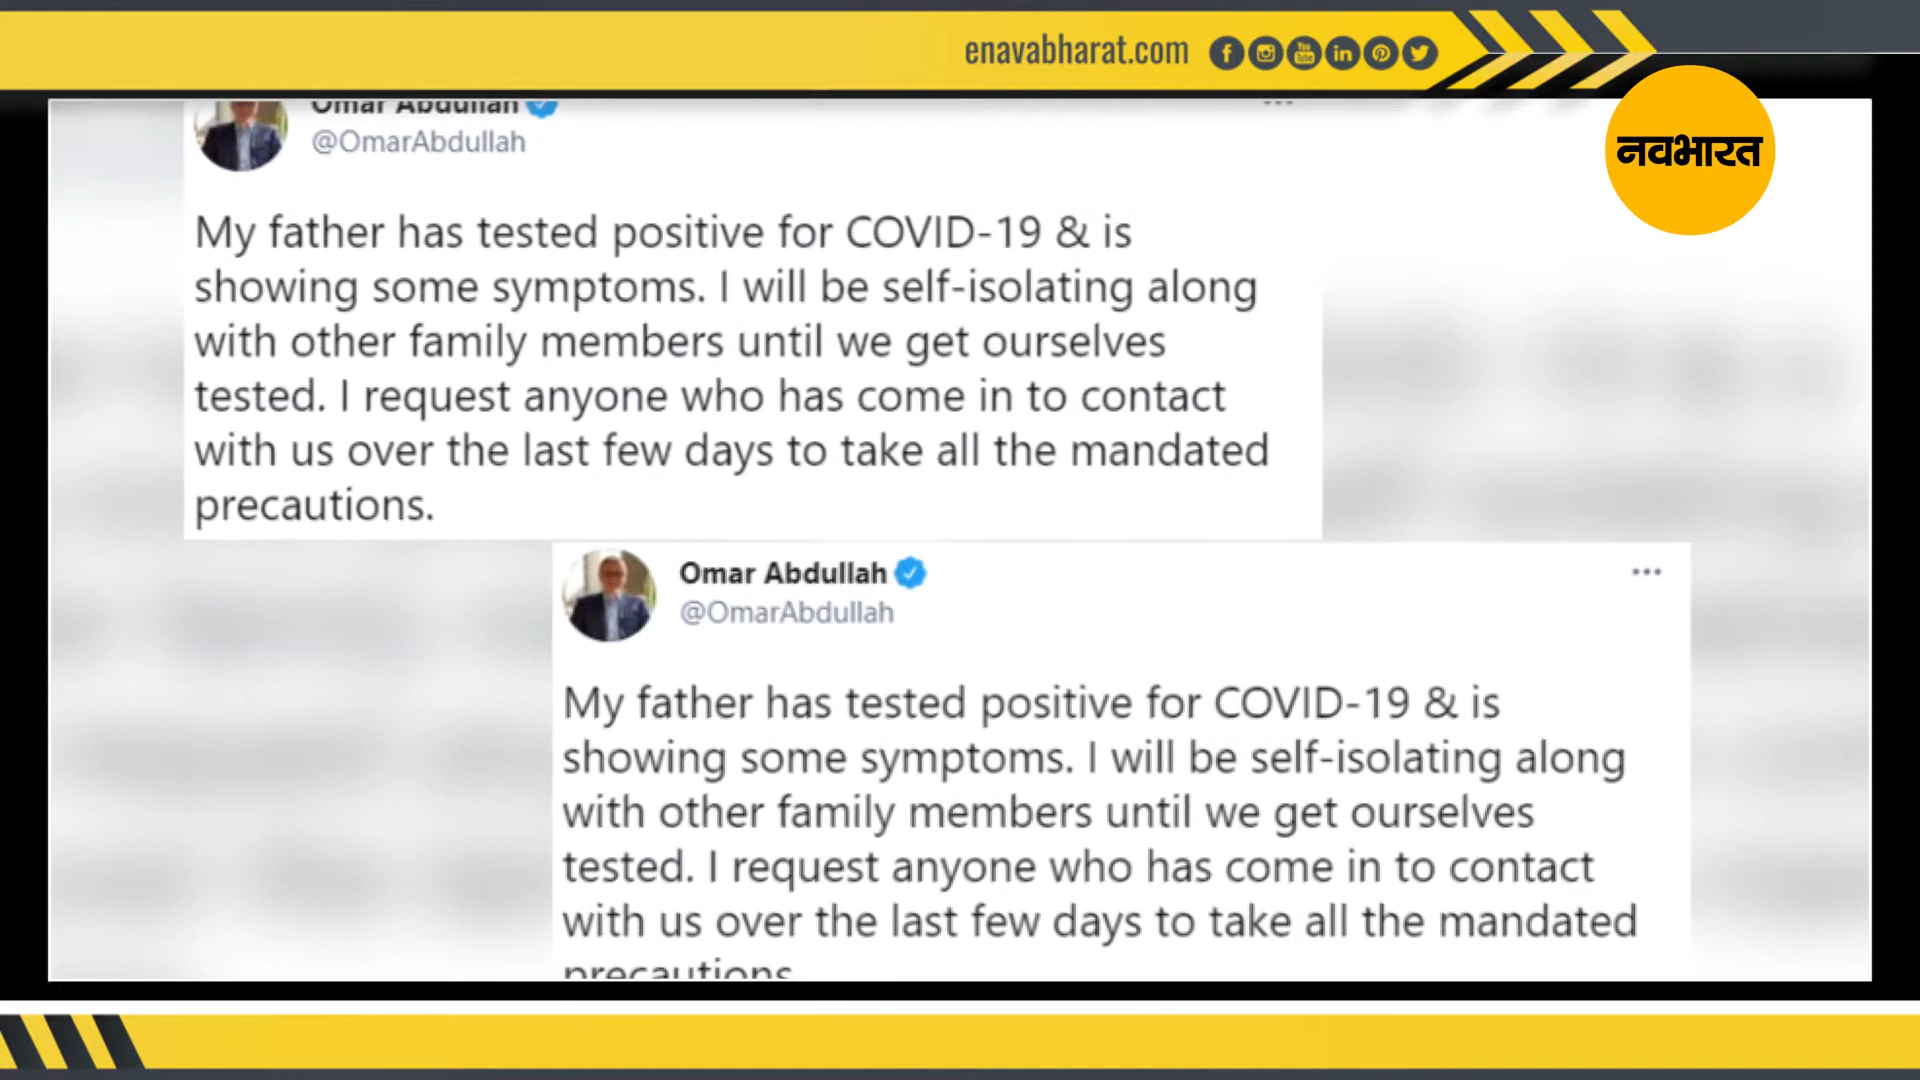 enavabharat.com
नवभारत
Omar Abdullah
@OmarAbdullah
My father has tested positive for COVID-19 & is
showing some symptoms. I will be self-isolating along
with other family members until we get ourselves
tested. I request anyone who has come in to contact
with us over the last few days to take all the mandated
precautions.
Omar Abdullah
@OmarAbdullah
My father has tested positive for COVID-19 & is
showing some symptoms. I will be self-isolating along
with other family members until we get ourselves
tested. I request anyone who has come in to contact
with us over the last few days to take all the mandated
precautions.